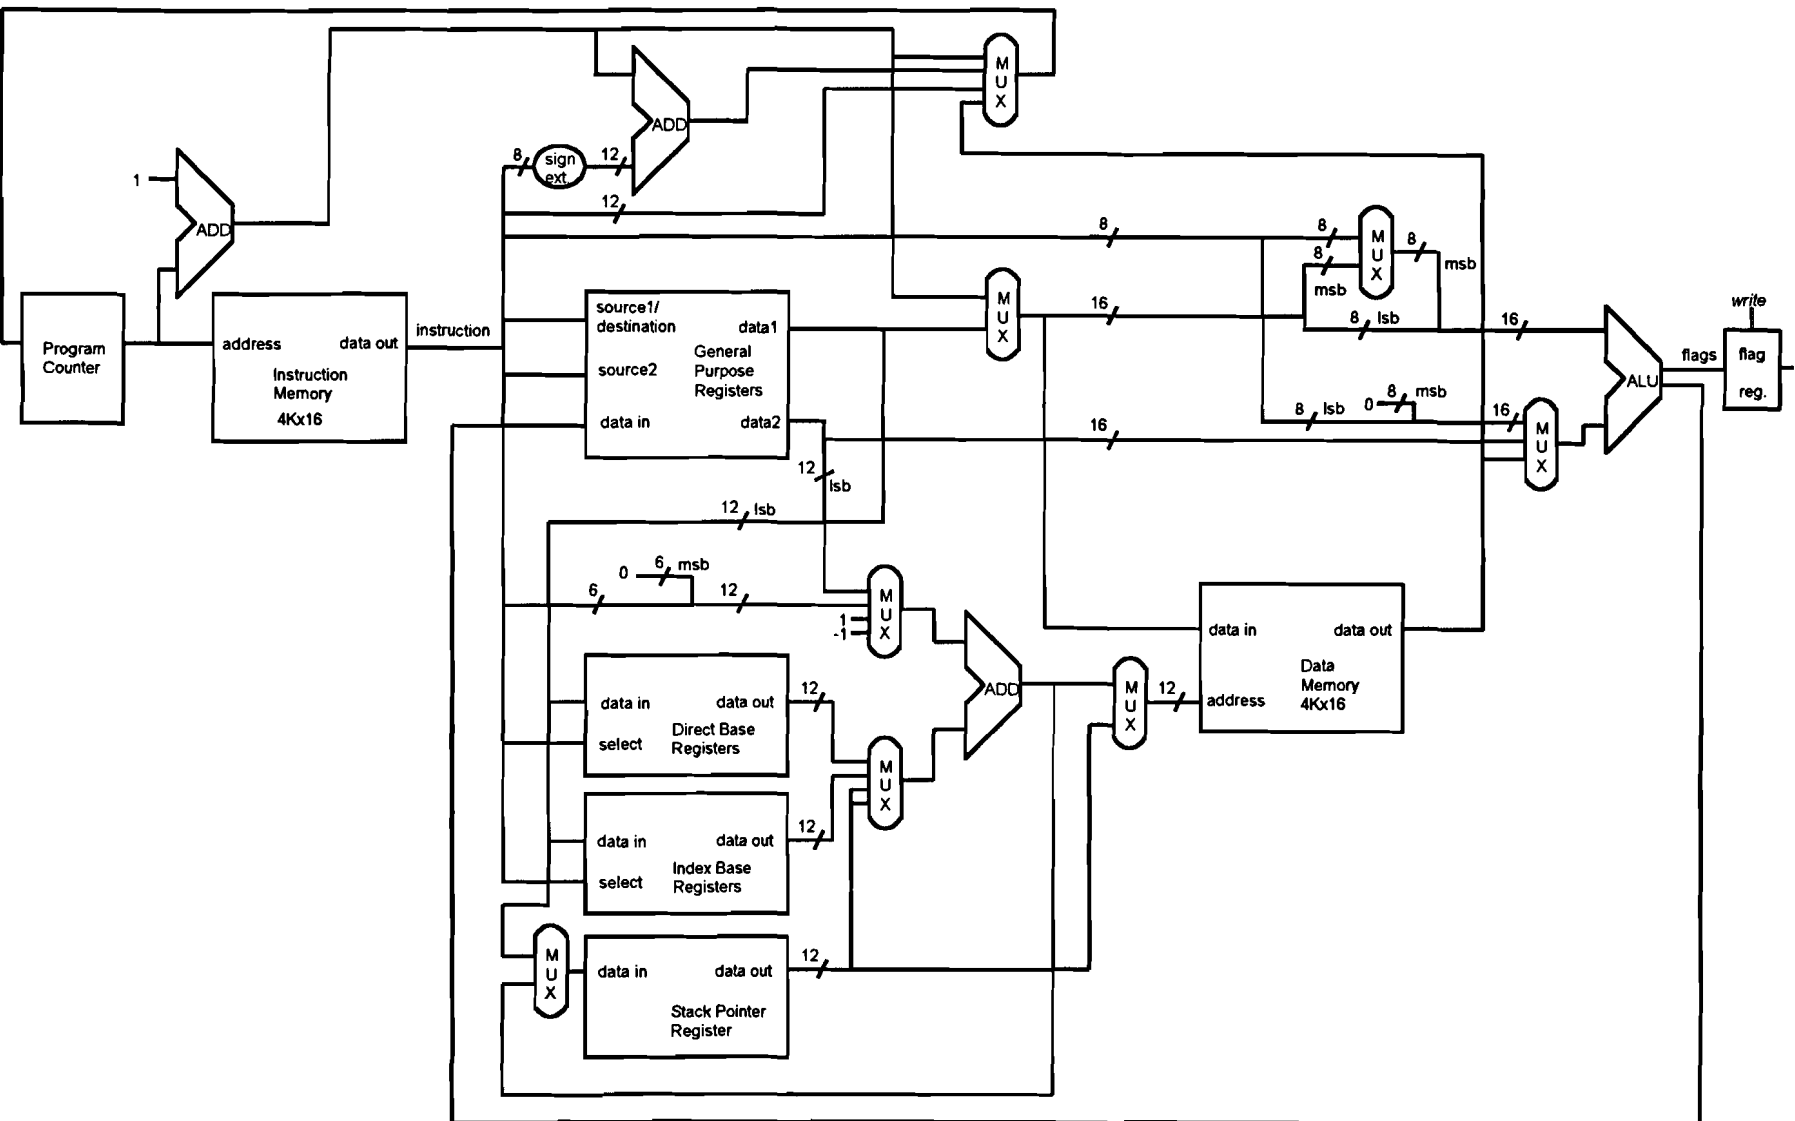 M
U
X
ADD
8
sign
ext.
12
1
ADD
12
8
8
M
U
X
8
msb
8
msb
source1/
destination
data1
M
U
X
16
8 lsb
16
write
instruction
General
Purpose
Registers
Program
Counter
address
data out
Instruction
Memory
4Kx16
source2
flags
flag
reg.
ALU
8
msb
0
8 lsb
16
data in
data2
16
M
U
X
12
lsb
12 lsb
6 msb
0
6
12
M
U
X
1
-1
data in
data out
Data
Memory
4Kx16
address
ADD
M
U
X
12
data in
data out
12
Direct Base
Registers
select
M
U
X
data in
data out
12
Index Base
Registers
select
M
U
X
data in
data out
12
Stack Pointer
Register